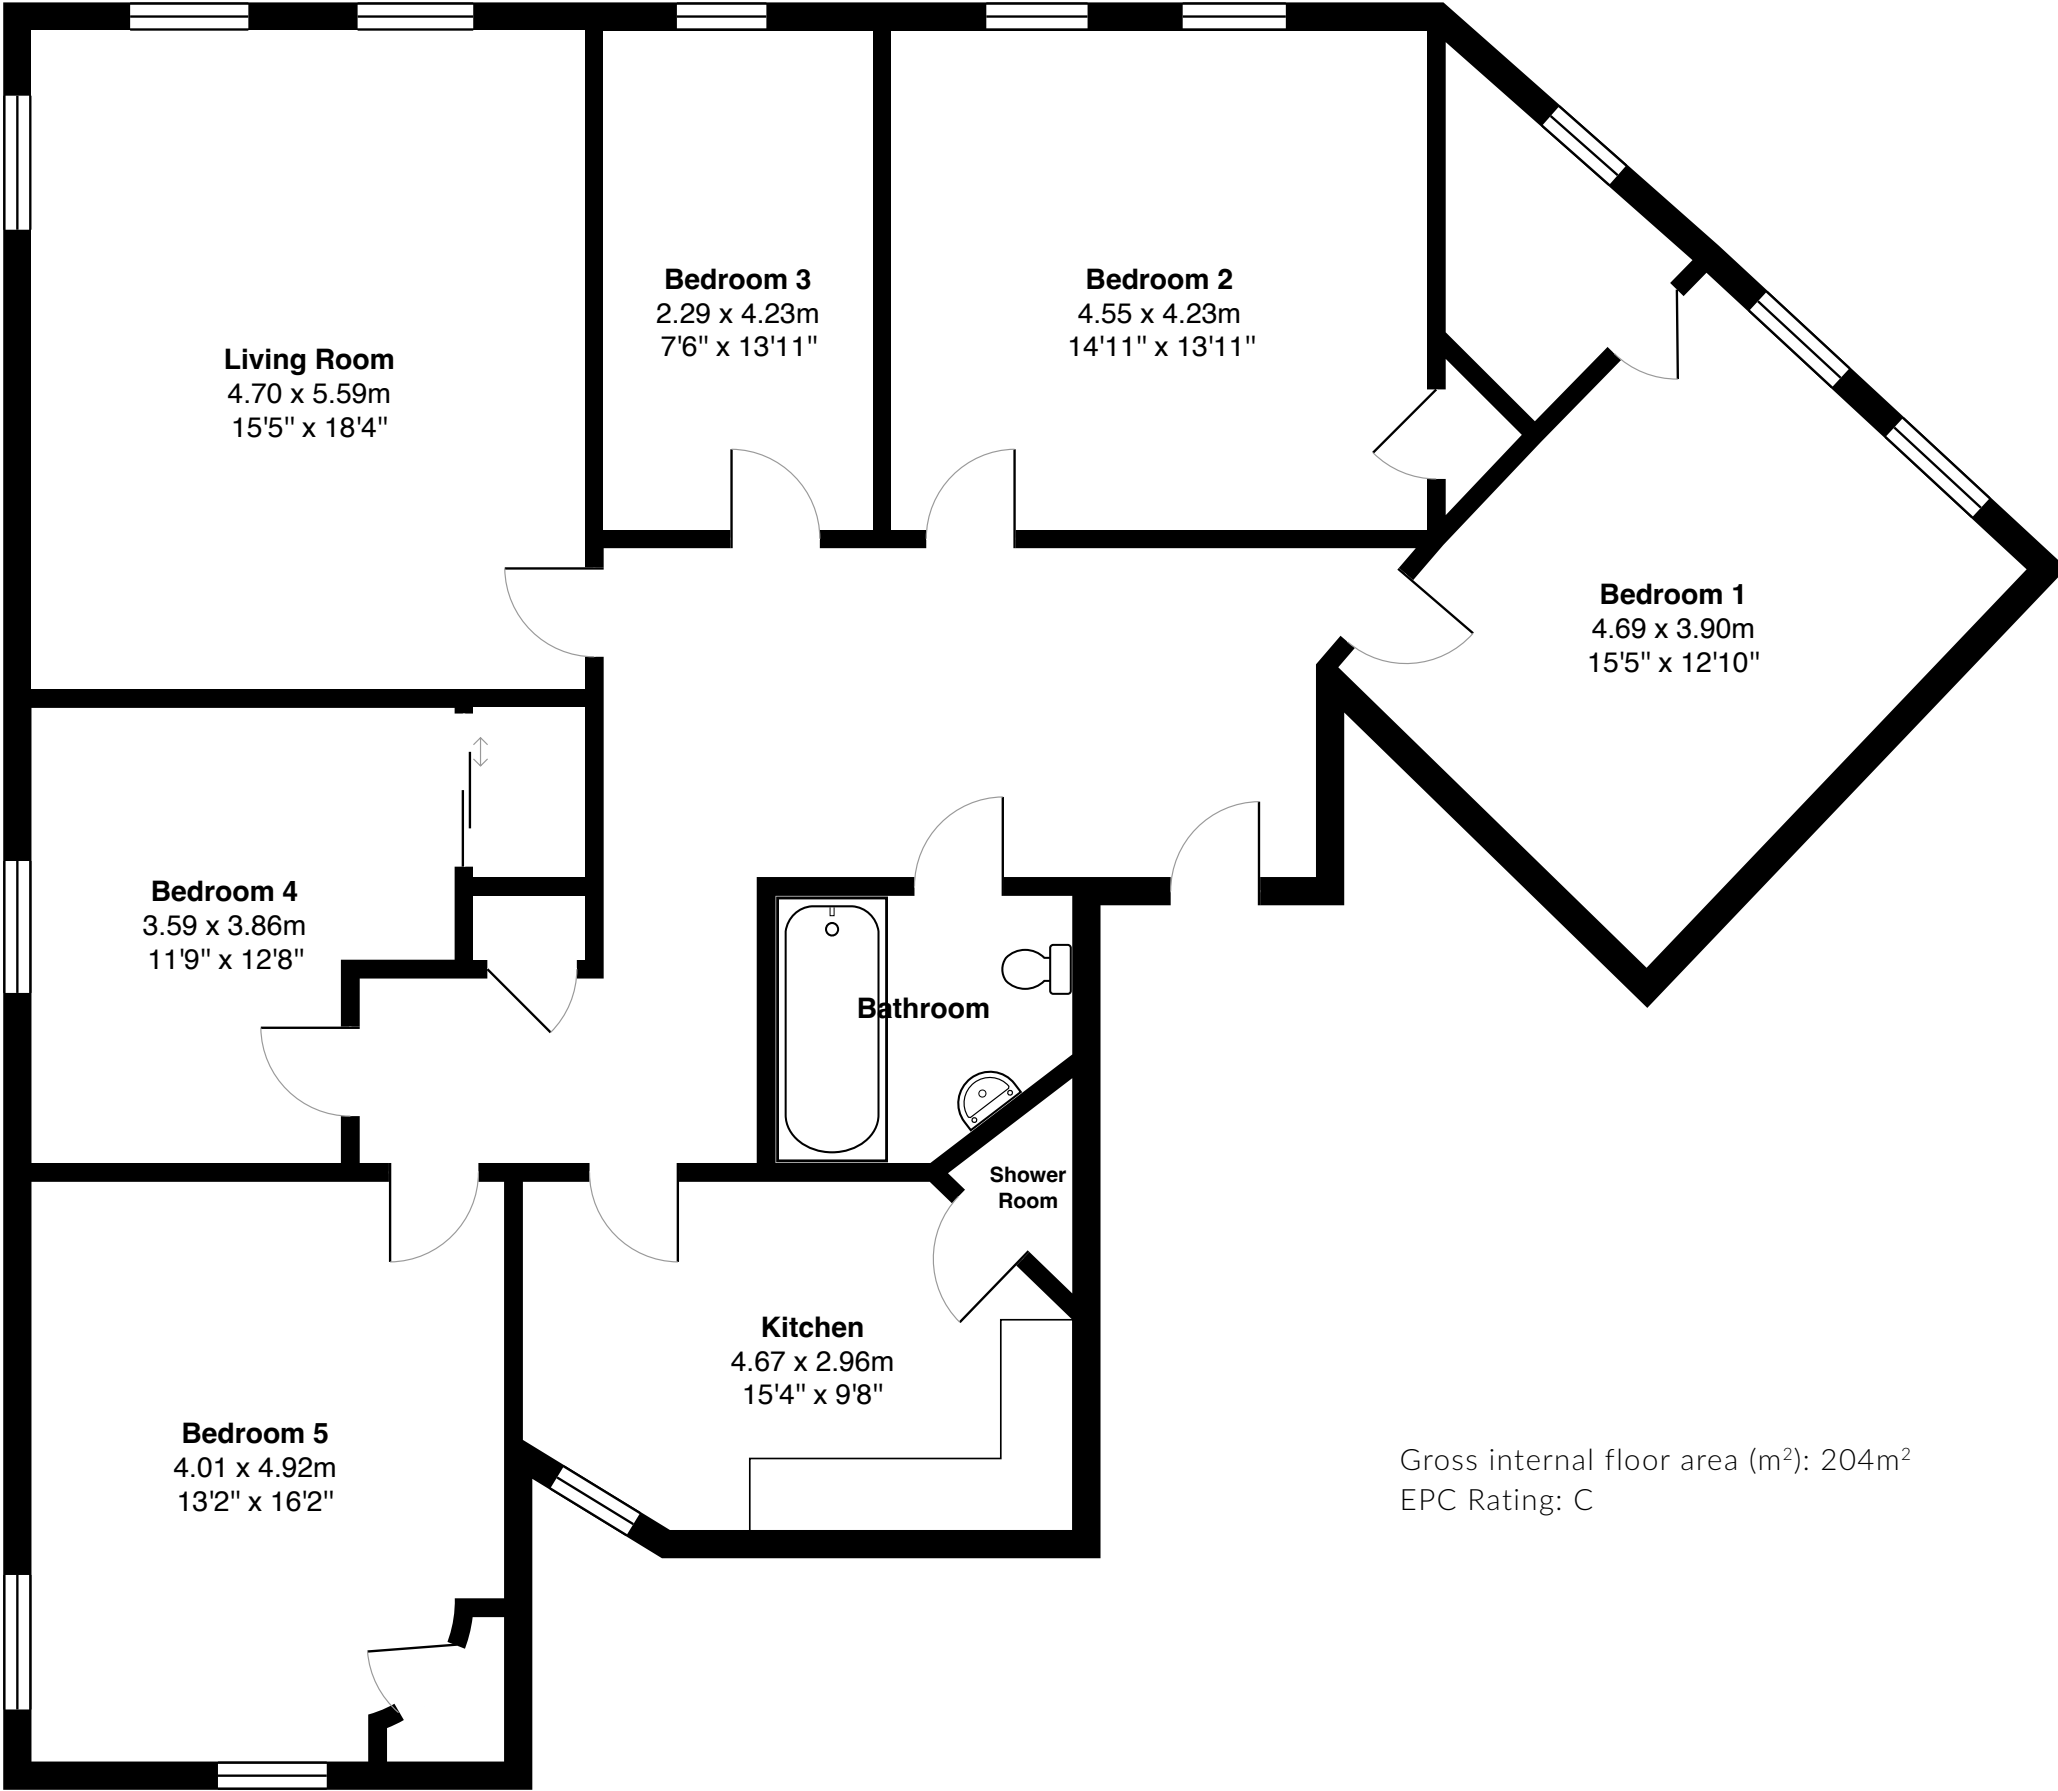 Bedroom 3
2.29 x 4.23m
7'6" x 13'11"
Bedroom 2
4.55 x 4.23m
14'11" x 13'11"
Living Room
4.70 x 5.59m
15'5" x 18'4"
Bedroom 1
4.69 x 3.90m
15'5" x 12'10"
Bedroom 4
3.59 x 3.86m
11'9" x 12'8"
Bathroom
Shower
Room
Kitchen
4.67 x 2.96m
15'4" x 9'8"
Bedroom 5
4.01 x 4.92m
13'2" x 16'2"
Gross internal floor area (m²): 204m²
EPC Rating: C